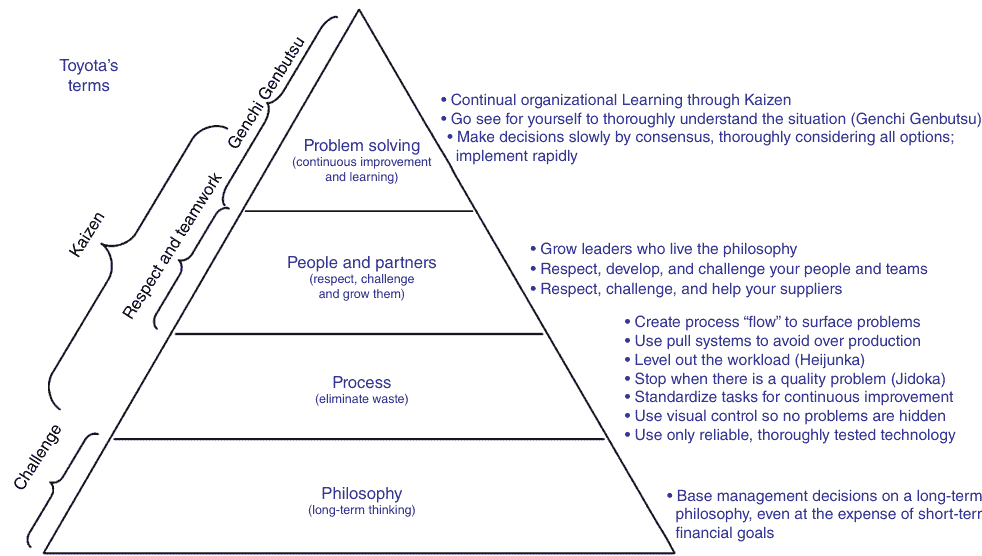 Toyota's
terms
Genchi Genbutsu
Respect and teamwork
Kaizen
Challenge
Problem solving
(continuous improvement
and learning)
• Continual organizational Learning through Kaizen
• Go see for yourself to thoroughly understand the situation (Genchi Genbutsu)
• Make decisions slowly by consensus, thoroughly considering all options;
implement rapidly
People and partners
(respect, challenge
and grow them)
• Grow leaders who live the philosophy
• Respect, develop, and challenge your people and teams
• Respect, challenge, and help your suppliers
Process
(eliminate waste)
• Create process “flow” to surface problems
• Use pull systems to avoid over production
• Level out the workload (Heijunka)
• Stop when there is a quality problem (Jidoka)
• Standardize tasks for continuous improvement
• Use visual control so no problems are hidden
• Use only reliable, thoroughly tested technology
Philosophy
(long-term thinking)
• Base management decisions on a long-term
philosophy, even at the expense of
financial goals